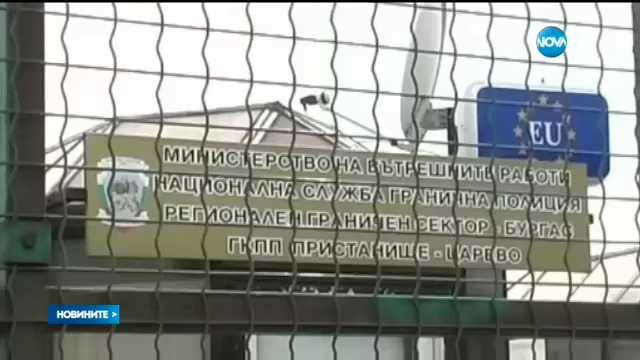 NOVA
EU
МИНИСТЕРСТВО НА ВЪТРЕШНИТЕ РАБОТИ
НАЦИОНАЛНА СЛУЖБА ГРАНИЧНА ПОЛИЦИЯ
РЕГИОНАЛЕН ГРАНИЧЕН СЕКТОР - БУРГАС
ГКПП ПРИСТАНИЩЕ - ЦАРЕВО
НОВИНИТЕ >